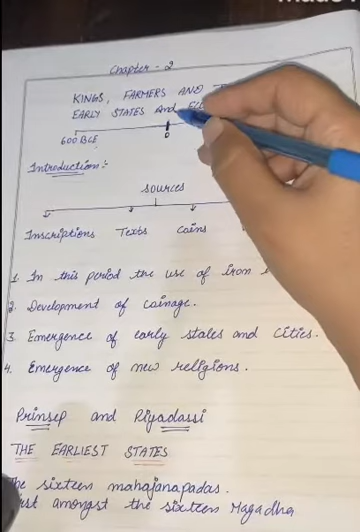 Chapter - 2
KINGS, FARMERS AND
EARLY STATES And
600 BCE
0
Introduction :-
Sources
Inscriptions Texts Coins
1. In this period the use of iron
2. Development of coinage.
3. Emergence of early states and cities.
4. Emergence of new religions.
Prinsep and Piyadassi
THE EARLIEST STATES
The sixteen mahajanapadas.
amongst the sixteen Magadha